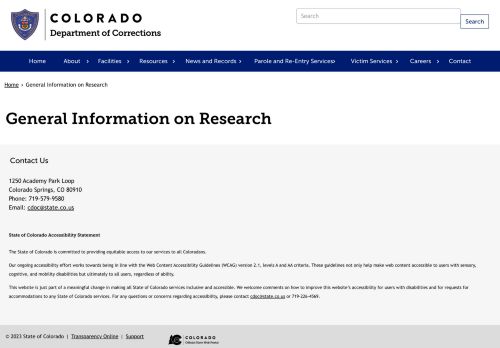 COLORADO
Department of Corrections
Search
Search
Home About › Facilities › Resources › News and Records › Parole and Re-Entry Services › Victim Services › Careers › Contact
Home › General Information on Research
General Information on Research
Contact Us
1250 Academy Park Loop
Colorado Springs, CO 80910
Phone: 719-579-9580
Email: cdoc@state.co.us
State of Colorado Accessibility Statement
The State of Colorado is committed to providing equitable access to our services to all Coloradans.
Our ongoing accessibility effort works towards being in line with the Web Content Accessibility Guidelines (WCAG) version 2.1, levels A and AA criteria. These guidelines not only help make web content accessible to users with sensory,
cognitive, and mobility disabilities but ultimately to all users, regardless of ability.
This website is just part of a meaningful change in making all State of Colorado services inclusive and accessible. We welcome comments on how to improve this website's accessibility for users with disabilities and for requests for
accommodations to any State of Colorado services. For any questions or concerns regarding accessibility, please contact cdoc@state.co.us or 719-226-4569.
© 2023 State of Colorado | Transparency Online | Support
COLORADO
Official State Web Portal